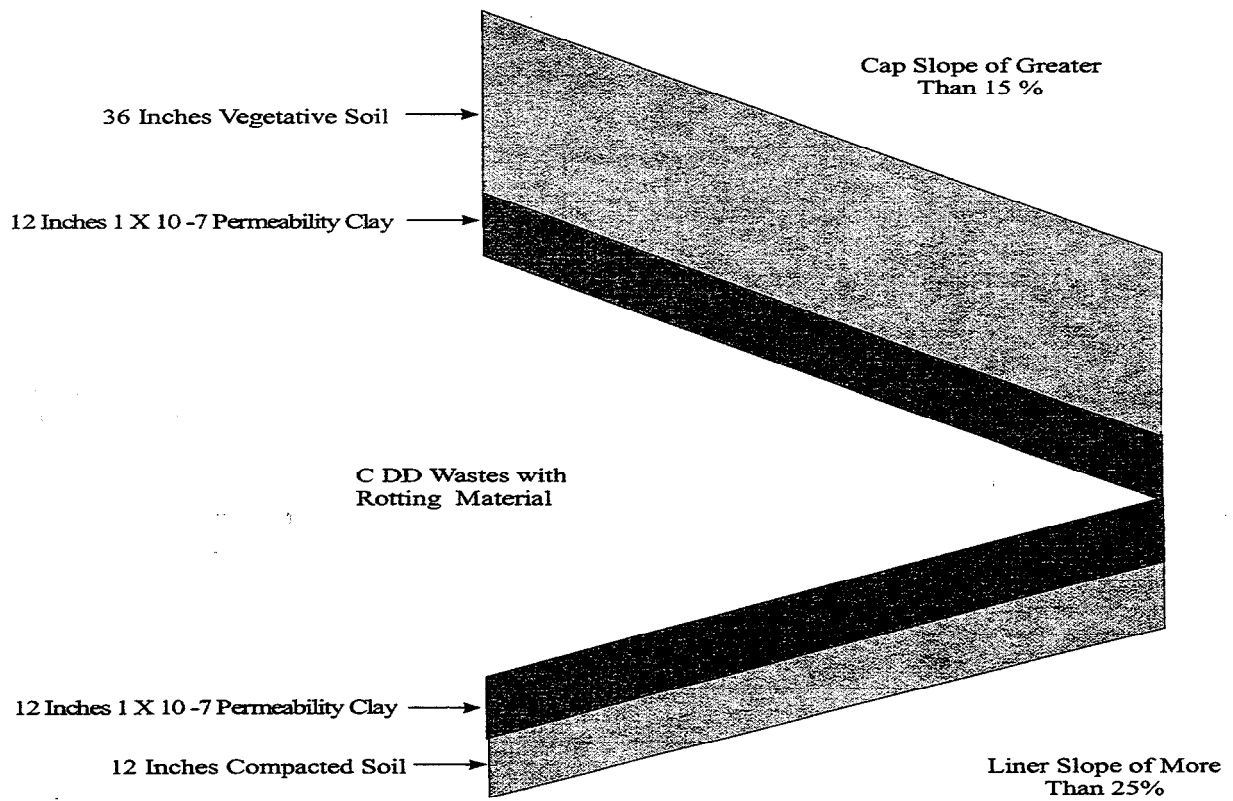 Cap Slope of Greater
Than 15 %
36 Inches Vegetative Soil
12 Inches 1 X 10 -7 Permeability Clay
C DD Wastes with
Rotting Material
12 Inches 1 X 10 -7 Permeability Clay
12 Inches Compacted Soil
Liner Slope of More
Than 25%